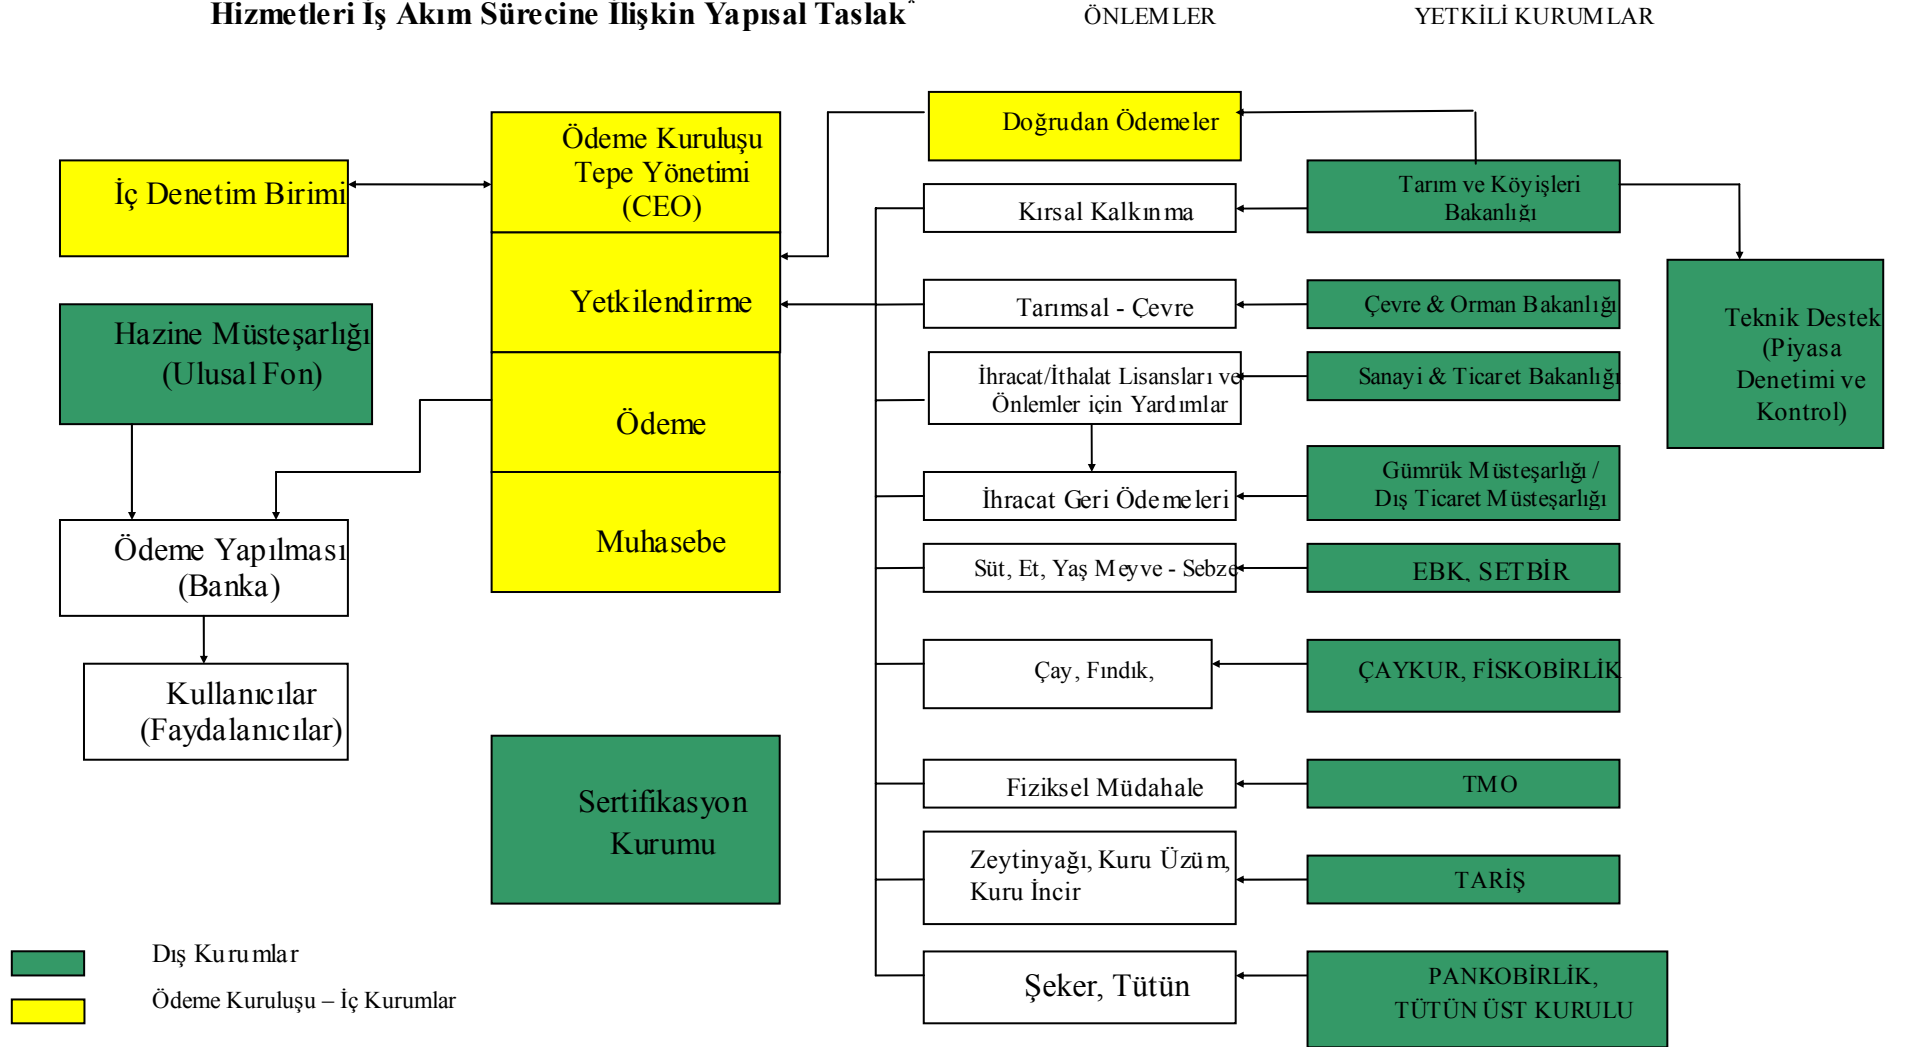 Hizmetleri İş Akım Sürecine İlişkin Yapısal Taslak*
ÖNLEMLER
YETKİLİ KURUMLAR
İç Denetim Birimi
Hazine Müsteşarlığı
(Ulusal Fon)
Ödeme Yapılması
(Banka)
Kullanıcılar
(Faydalanıcılar)
Ödeme Kuruluşu
Tepe Yönetimi
(CEO)
Yetkilendirme
Ödeme
Muhasebe
Sertifikasyon
Kurumu
Doğrudan Ödemeler
Kırsal Kalkınma
Tarımsal - Çevre
İhracat/İthalat Lisansları ve
Önlemler için Yardımlar
İhracat Geri Ödemeleri
Süt, Et, Yaş Meyve - Sebze
Çay, Fındık,
Fiziksel Müdahale
Zeytinyağı, Kuru Üzüm,
Kuru İncir
Şeker, Tütün
Tarım ve Köyişleri
Bakanlığı
Çevre & Orman Bakanlığı
Sanayi & Ticaret Bakanlığı
Gümrük Müsteşarlığı /
Dış Ticaret Müsteşarlığı
EBK, SETBİR
ÇAYKUR, FİSKOBİRLİK
TMO
TARİŞ
PANKOBİRLİK,
TÜTÜN ÜST KURULU
Teknik Destek
(Piyasa
Denetimi ve
Kontrol)
Dış Kurumlar
Ödeme Kuruluşu – İç Kurumlar